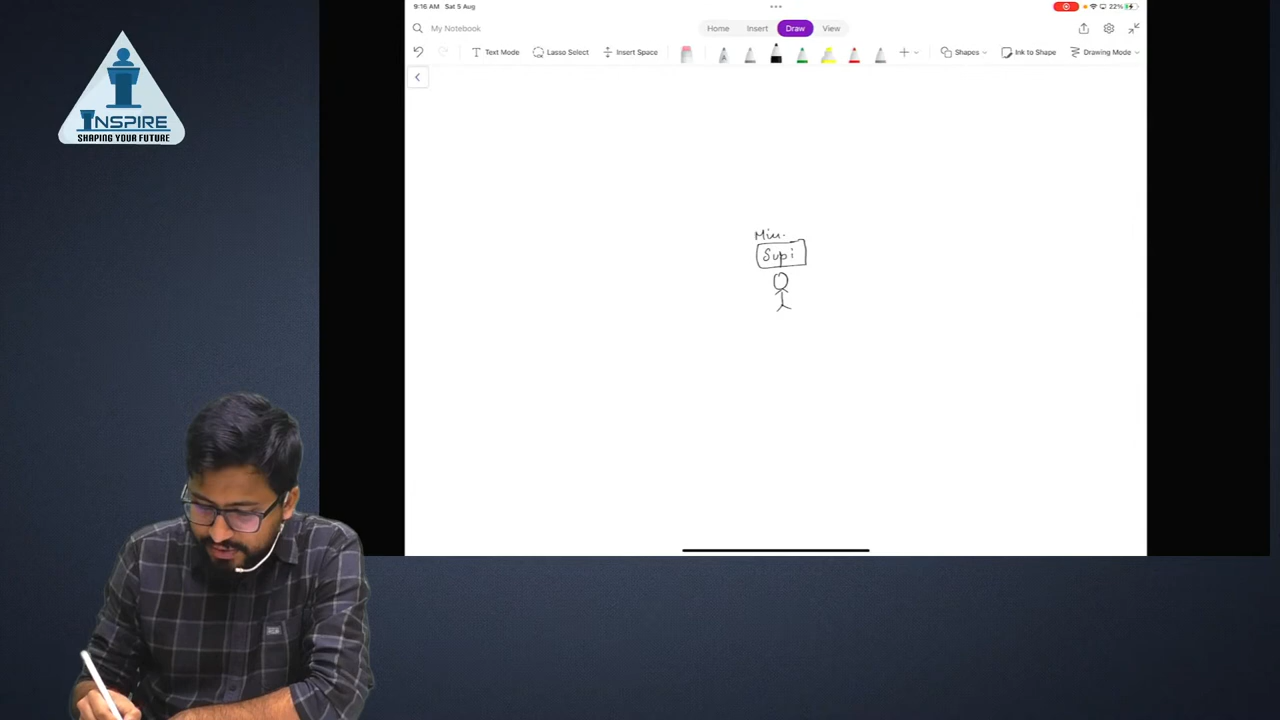 9:16 AM Sat 5 Aug
22%
My Notebook
Home Insert Draw View
Text Mode
Lasso Select
Insert Space
Shapes
Ink to Shape
Drawing Mode
INSPIRE
SHAPING YOUR FUTURE
Supi